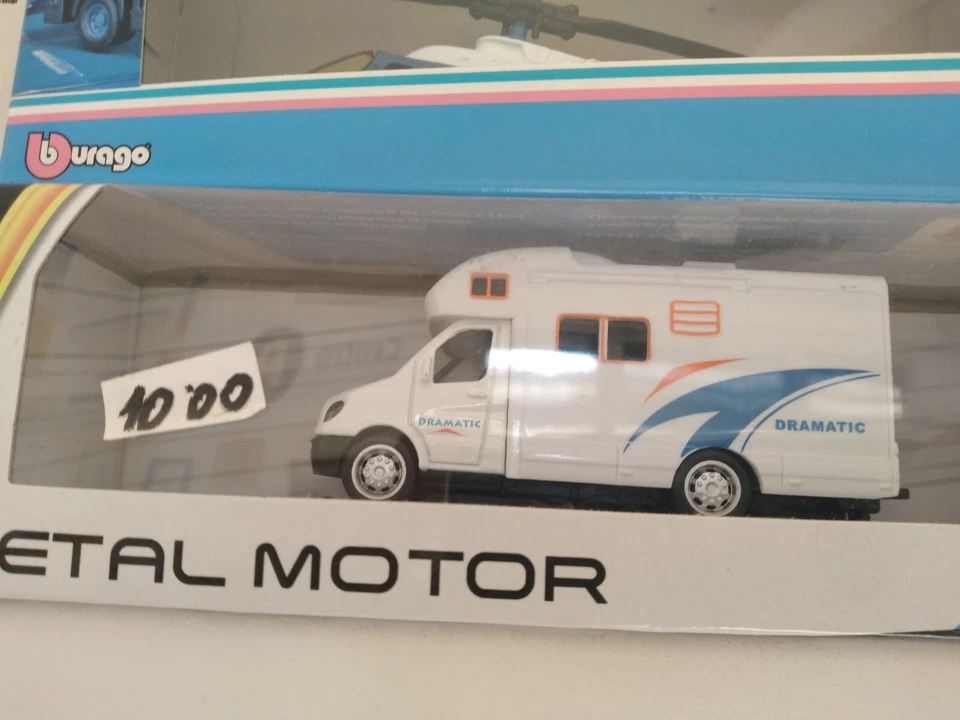 Burago
10'00
DRAMATIC
DRAMATIC
ETAL MOTOR